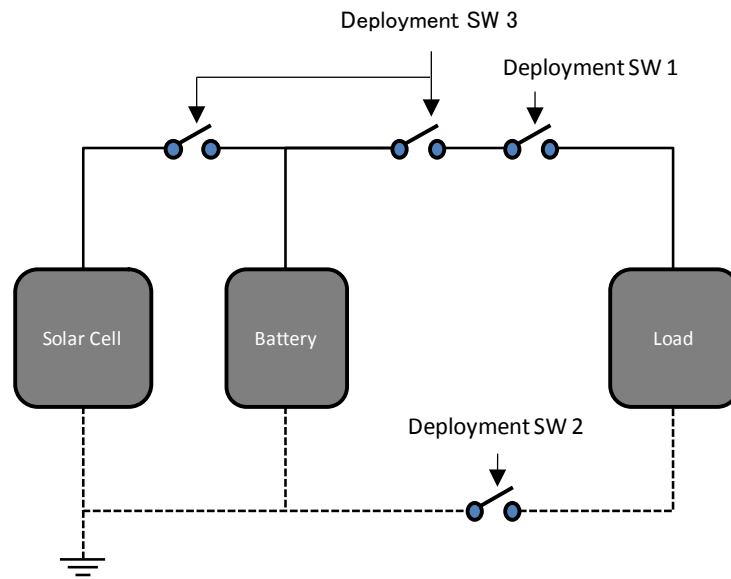 Deployment SW 3
Deployment SW 1
Solar Cell
Battery
Load
Deployment SW 2